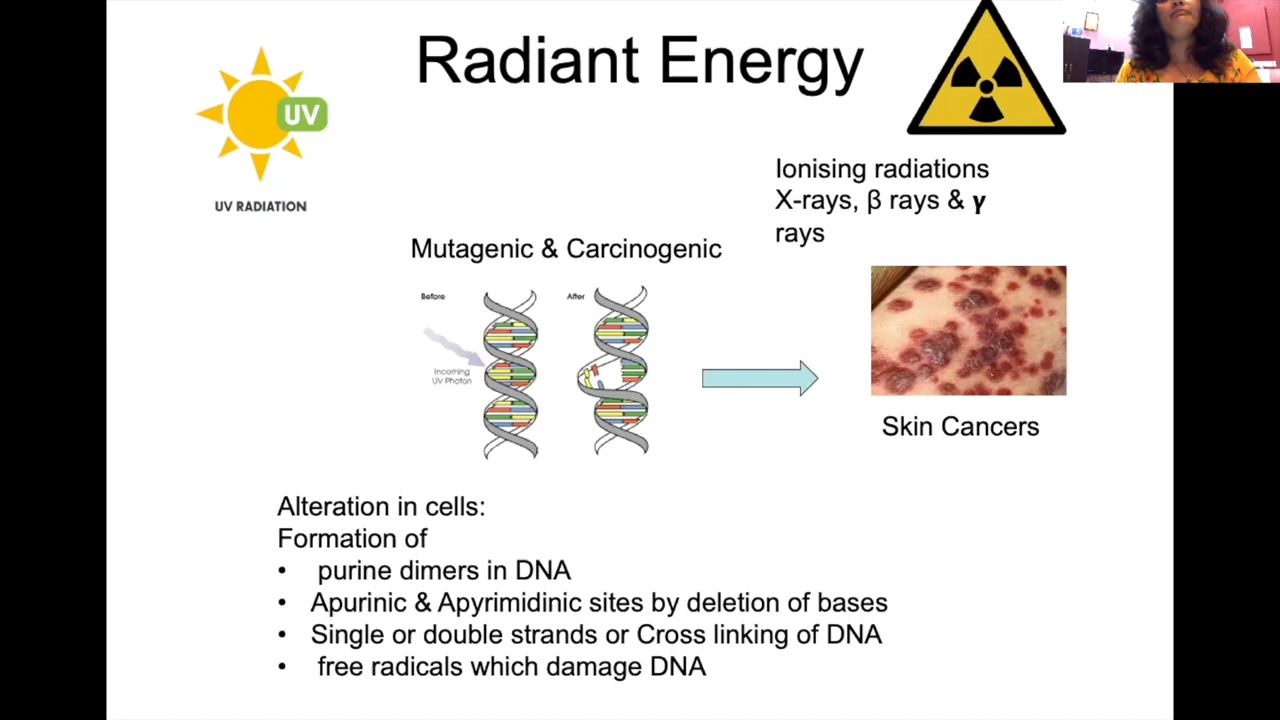 Radiant Energy
UV
UV RADIATION
Ionising radiations
X-rays, β rays & γ
rays
Mutagenic & Carcinogenic
Before
After
Incoming
UV Photon
Skin Cancers
Alteration in cells:
Formation of
• purine dimers in DNA
• Apurinic & Apyrimidinic sites by deletion of bases
• Single or double strands or Cross linking of DNA
• free radicals which damage DNA